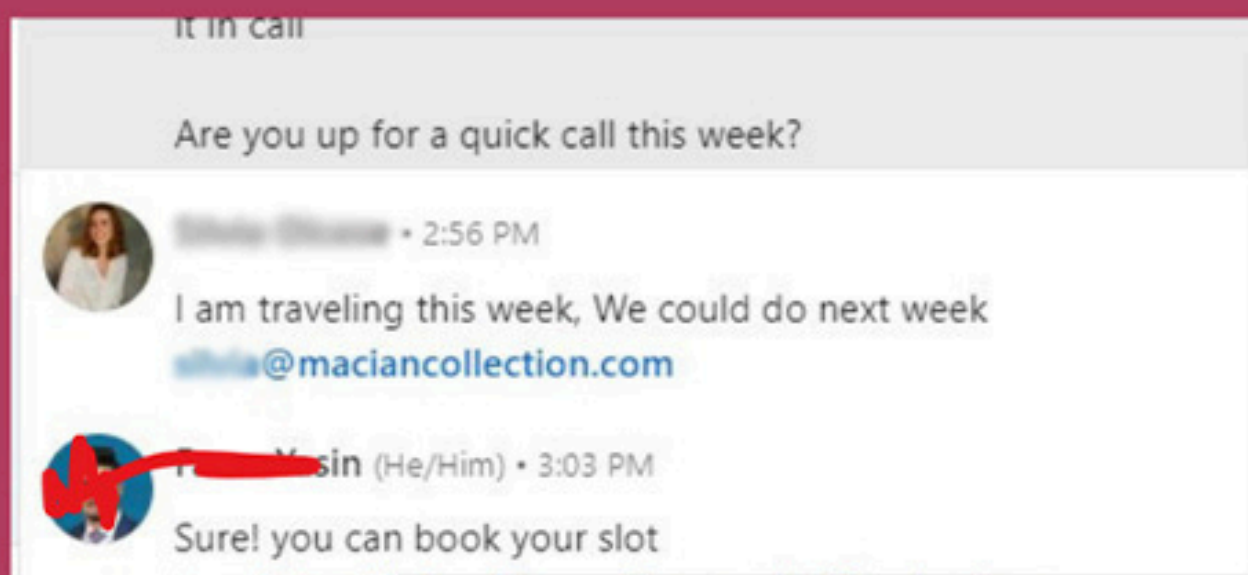 it in call
Are you up for a quick call this week?
• 2:56 PM
I am traveling this week, We could do next week
@maciancollection.com
(He/Him) • 3:03 PM
Sure! you can book your slot